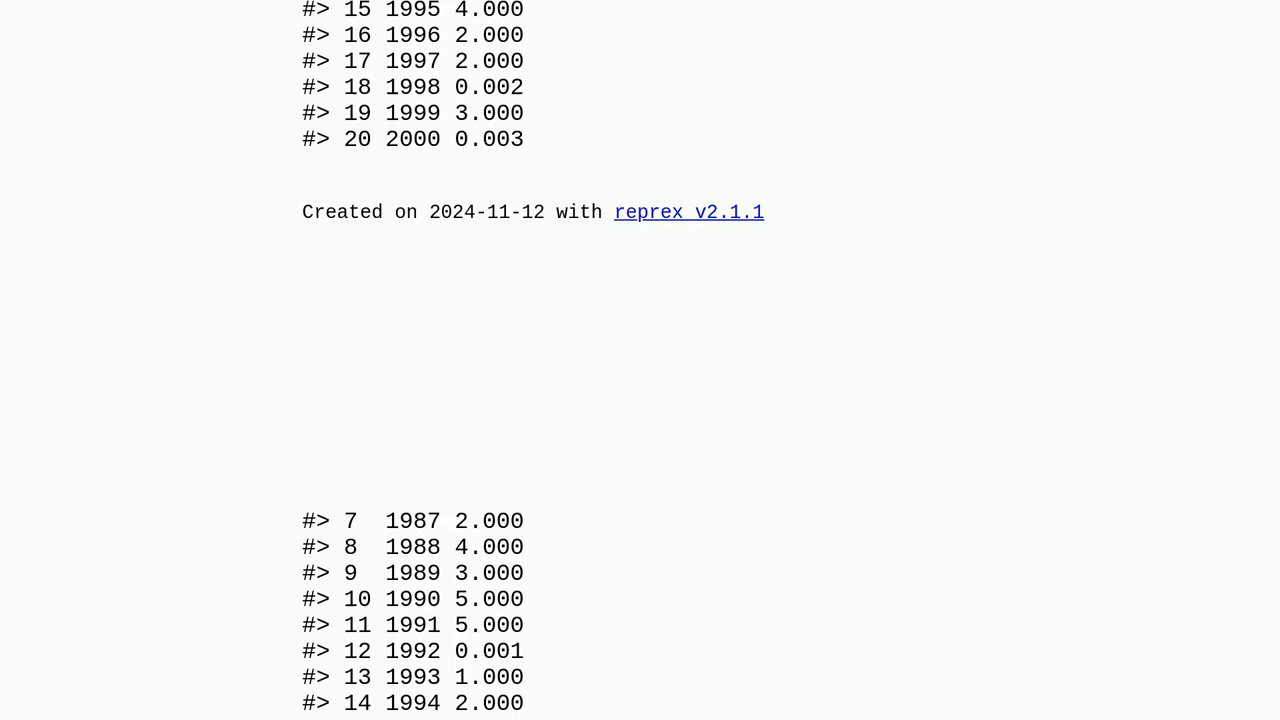 #> 15 1995 4.000
#> 16 1996 2.000
#> 17 1997 2.000
#> 18 1998 0.002
#> 19 1999 3.000
#> 20 2000 0.003
Created on 2024-11-12 with reprex v2.1.1
#> 7  1987 2.000
#> 8  1988 4.000
#> 9  1989 3.000
#> 10 1990 5.000
#> 11 1991 5.000
#> 12 1992 0.001
#> 13 1993 1.000
#> 14 1994 2.000